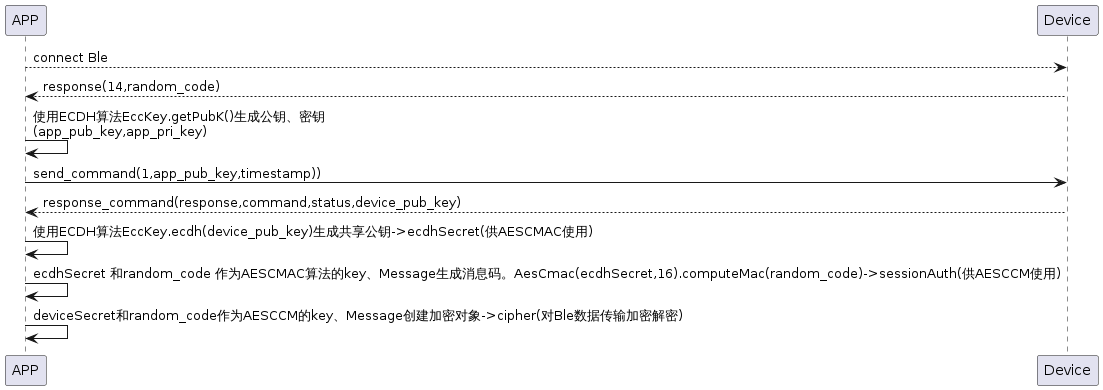 APP Device
connect Ble
response(14,random_code)
使用ECDH算法EccKey.getPubK()生成公钥、密钥
(app_pub_key,app_pri_key)
send_command(1,app_pub_key,timestamp))
response_command(response,command,status,device_pub_key)
使用ECDH算法EccKey.ecdh(device_pub_key)生成共享公钥->ecdhSecret(供AESCMAC使用)
ecdhSecret 和random_code 作为AESCMAC算法的key、Message生成消息码。AesCmac(ecdhSecret,16).computeMac(random_code)->sessionAuth(供AESCCM使用)
deviceSecret和random_code作为AESCCM的key、Message创建加密对象->cipher(对Ble数据传输加密解密)
APP Device